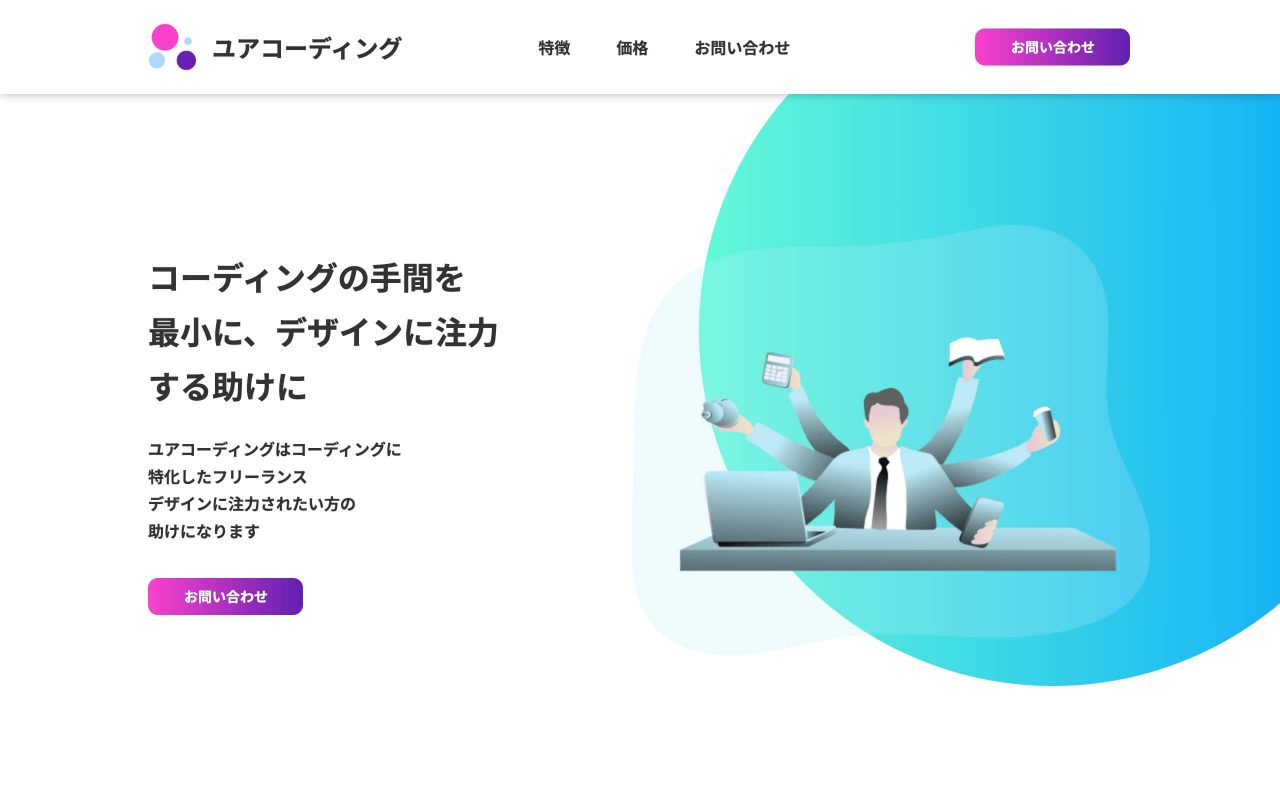 ユアコーディング
特徴
価格
お問い合わせ
お問い合わせ
コーディングの手間を
最小に、デザインに注力
する助けに
ユアコーディングはコーディングに
特化したフリーランス
デザインに注力されたい方の
助けになります
お問い合わせ